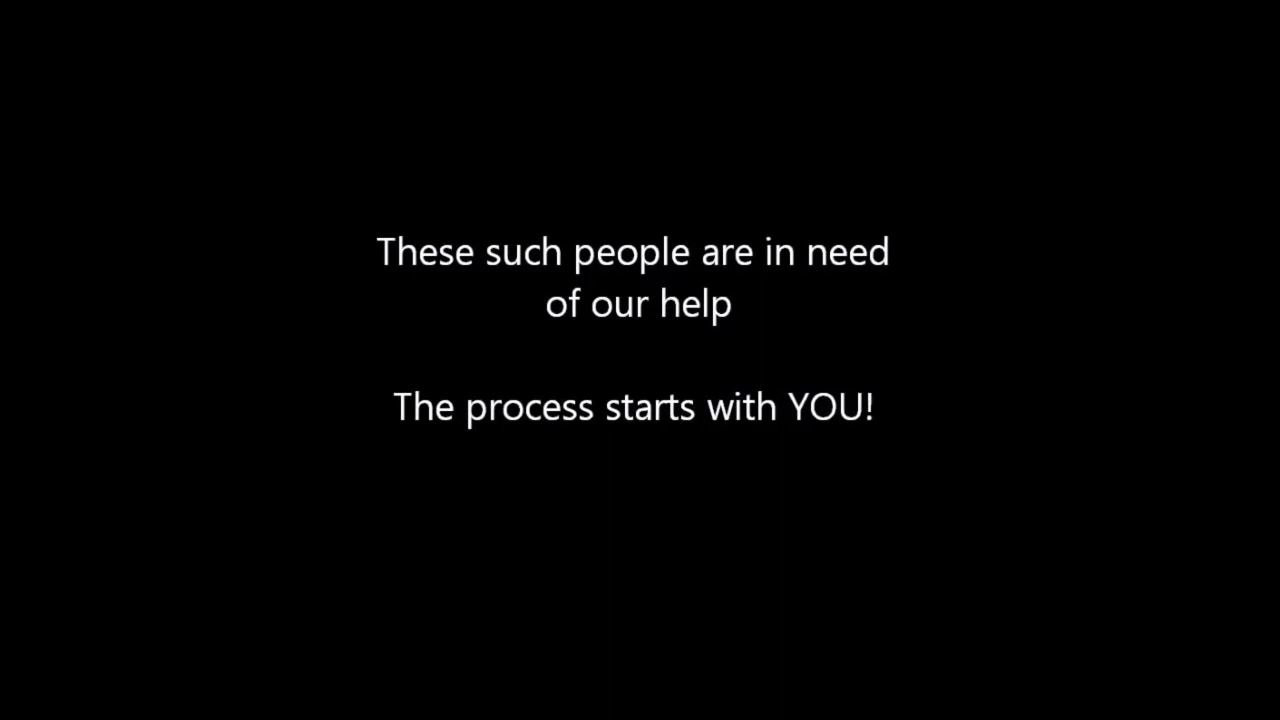 These such people are in need
of our help
The process starts with YOU!